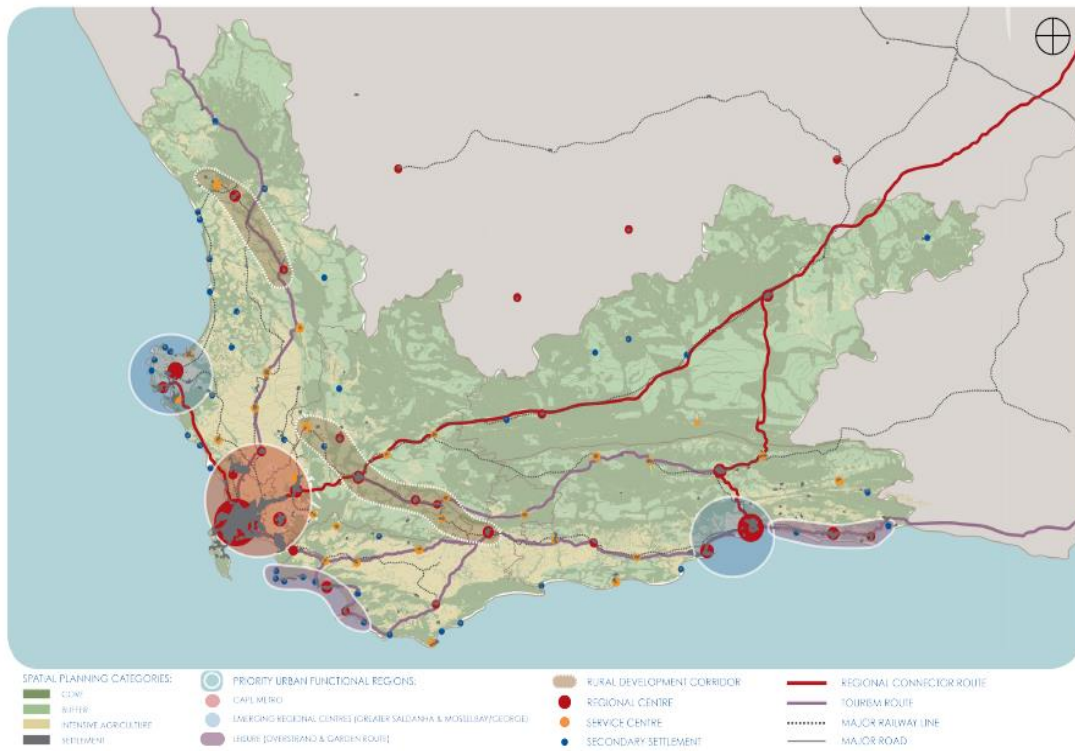 SPATIAL PLANNING CATEGORIES:
CORE
BUFFER
INTENSIVE AGRICULTURE
SETTLEMENT
PRIORITY URBAN FUNCTIONAL REGIONS:
CAPE METRO
EMERGING REGIONAL CENTRES (GREATER SALDANHA & MOSSELBAY/GEORGE)
LEISURE (OVERSTRAND & GARDEN ROUTE)
RURAL DEVELOPMENT CORRIDOR
REGIONAL CENTRE
SERVICE CENTRE
SECONDARY SETTLEMENT
REGIONAL CONNECTOR ROUTE
TOURISM ROUTE
MAJOR RAILWAY LINE
MAJOR ROAD